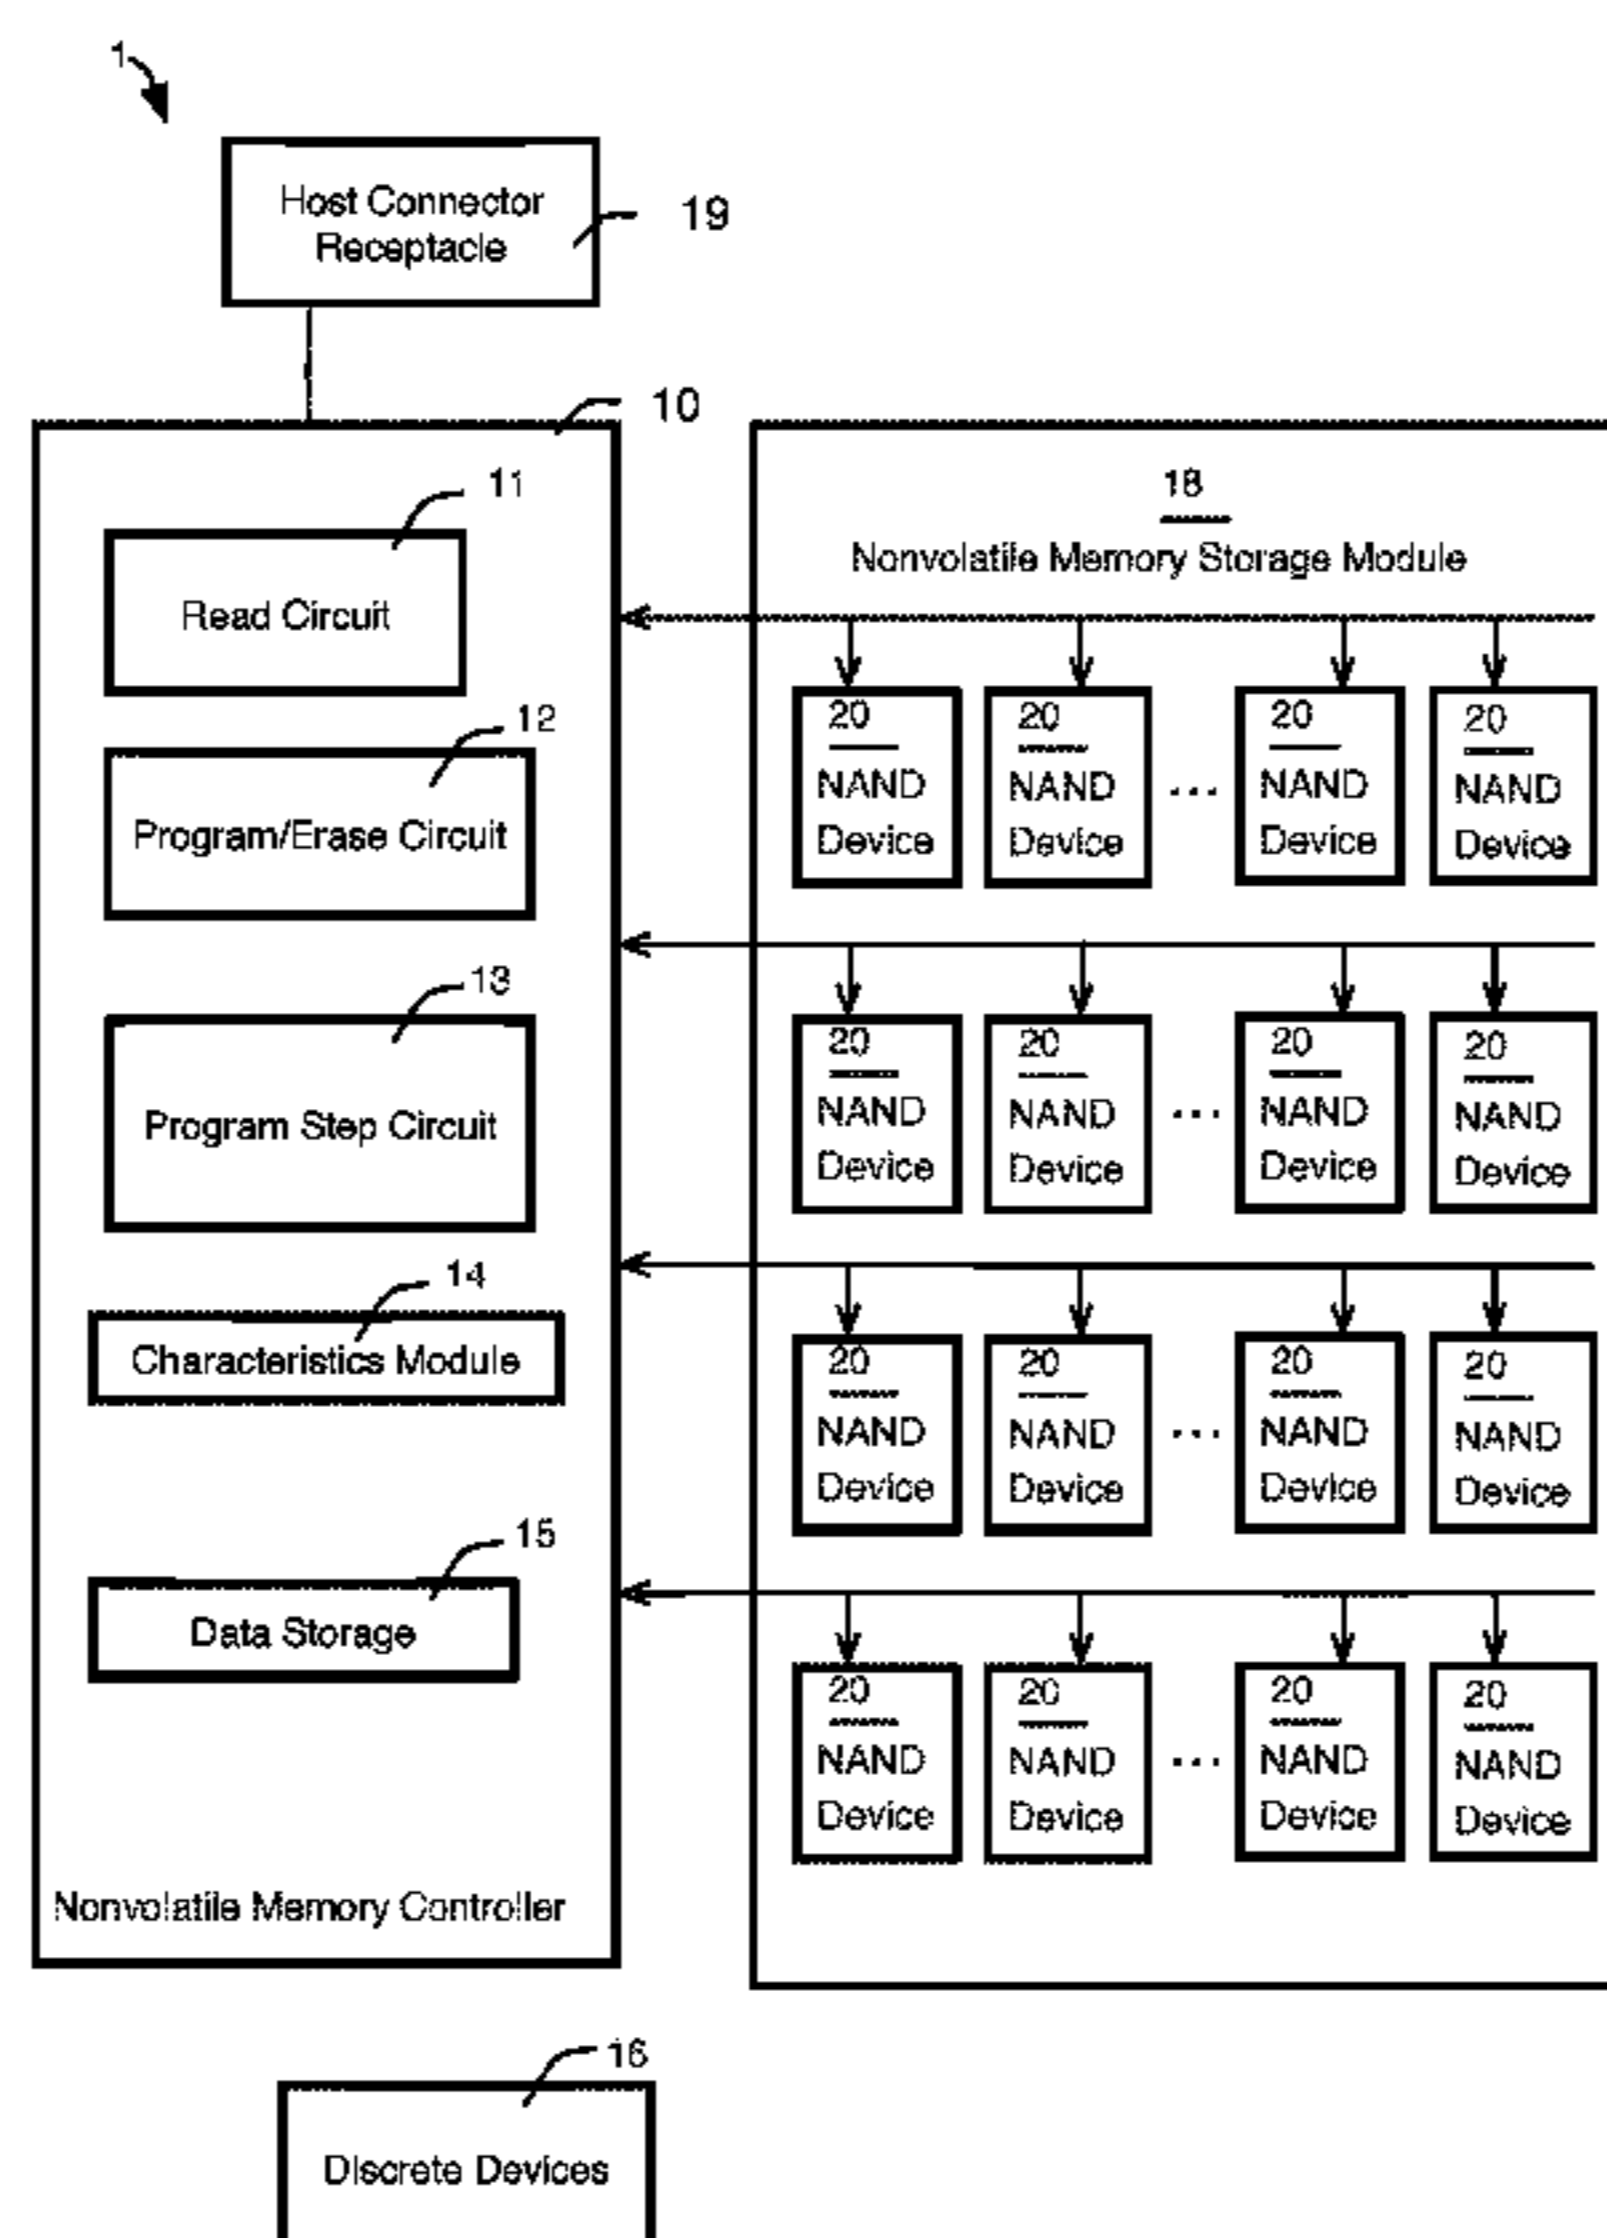 1
Host Connector
Receptacle
19
10
11
Read Circuit
12
Program/Erase Circuit
13
Program Step Circuit
14
Characteristics Module
15
Data Storage
Nonvolatile Memory Controller
18
Nonvolatile Memory Storage Module
20 20 20 20
NAND NAND ... NAND NAND
Device Device Device Device
20 20 20 20
NAND NAND ... NAND NAND
Device Device Device Device
20 20 20 20
NAND NAND ... NAND NAND
Device Device Device Device
20 20 20 20
NAND NAND ... NAND NAND
Device Device Device Device
16
Discrete Devices